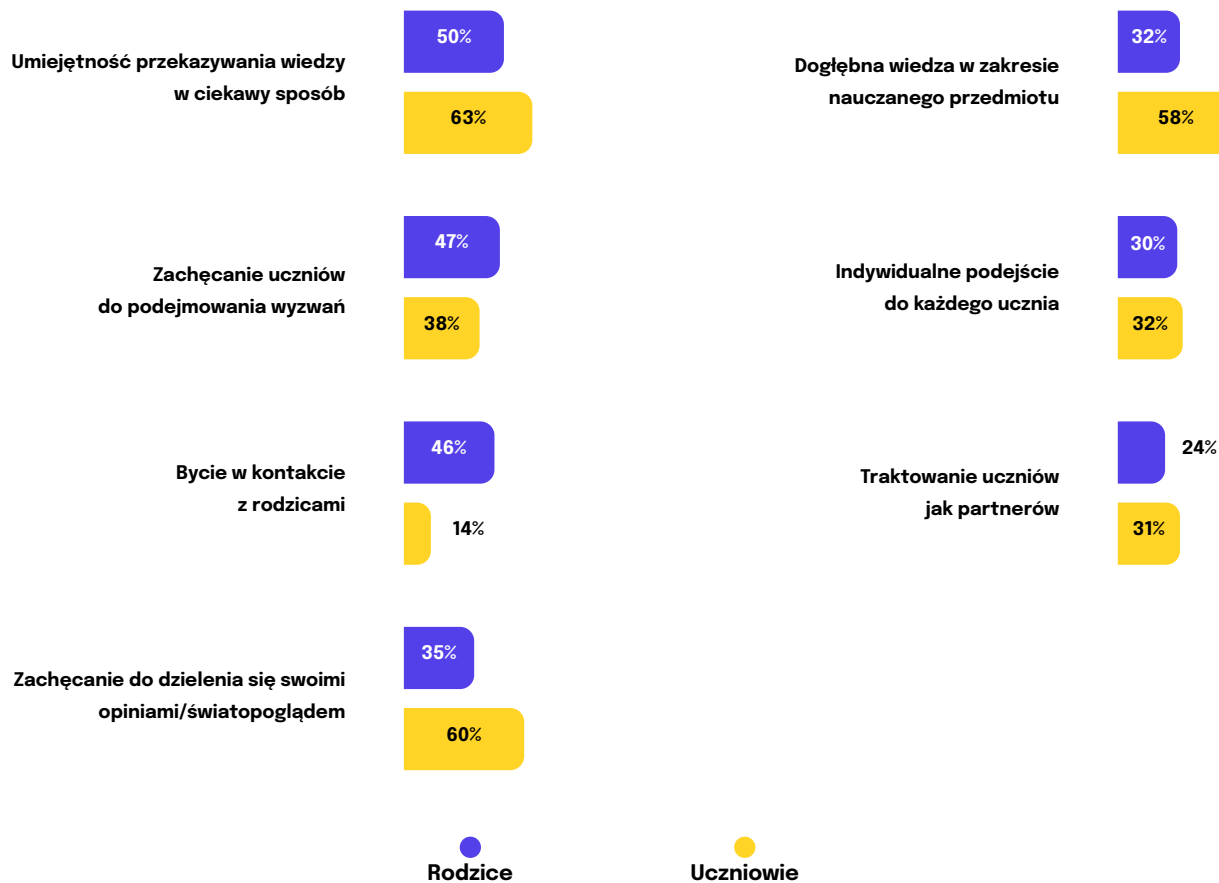 50%
Umiejętność przekazywania wiedzy
w ciekawy sposób
63%
47%
Zachęcanie uczniów
do podejmowania wyzwań
38%
46%
Bycie w kontakcie
z rodzicami
14%
35%
Zachęcanie do dzielenia się swoimi
opiniami/światopoglądem
60%
32%
Dogłębna wiedza w zakresie
nauczanego przedmiotu
58%
30%
Indywidualne podejście
do każdego ucznia
32%
24%
Traktowanie uczniów
jak partnerów
31%
Rodzice
Uczniowie